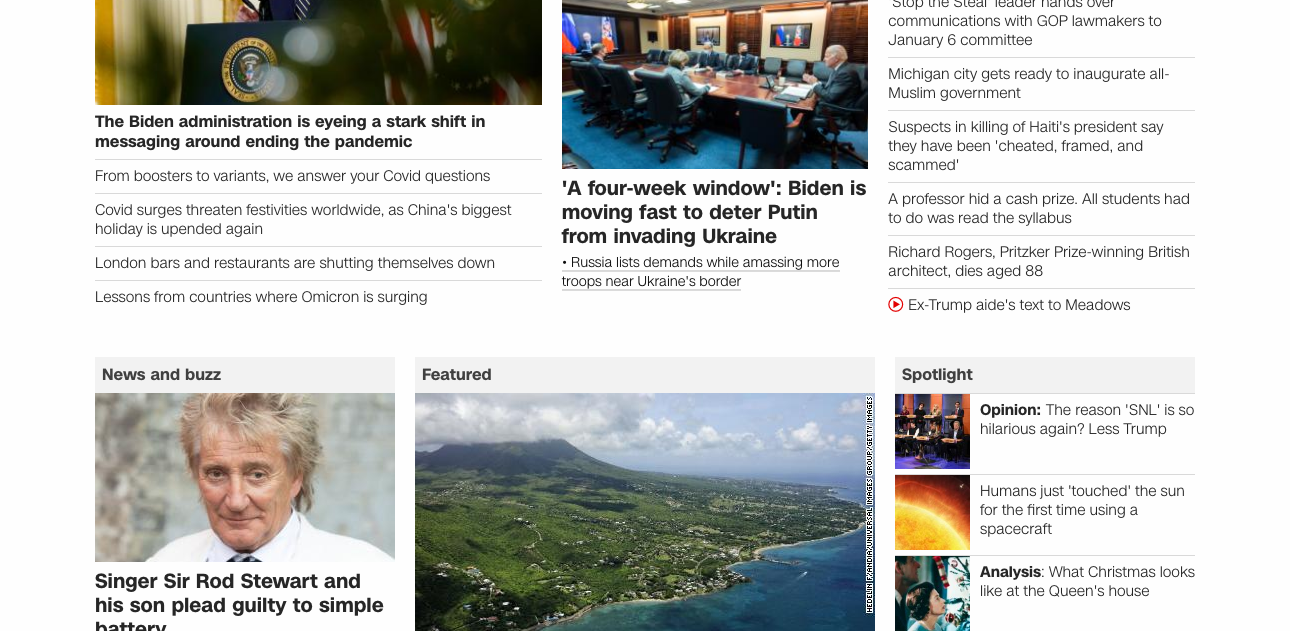 The Biden administration is eyeing a stark shift in
messaging around ending the pandemic
From boosters to variants, we answer your Covid questions
Covid surges threaten festivities worldwide, as China's biggest
holiday is upended again
London bars and restaurants are shutting themselves down
Lessons from countries where Omicron is surging
'A four-week window': Biden is
moving fast to deter Putin
from invading Ukraine
• Russia lists demands while amassing more
troops near Ukraine's border
'Stop the Steal' leader hands over
communications with GOP lawmakers to
January 6 committee
Michigan city gets ready to inaugurate all-
Muslim government
Suspects in killing of Haiti's president say
they have been 'cheated, framed, and
scammed'
A professor hid a cash prize. All students had
to do was read the syllabus
Richard Rogers, Pritzker Prize-winning British
architect, dies aged 88
Ex-Trump aide's text to Meadows
News and buzz
Singer Sir Rod Stewart and
his son plead guilty to simple
battery
Featured
UNIVERSAL IMAGES GROUP/GETTY IMAGES
Spotlight
Opinion: The reason 'SNL' is so
hilarious again? Less Trump
Humans just 'touched' the sun
for the first time using a
spacecraft
Analysis: What Christmas looks
like at the Queen's house